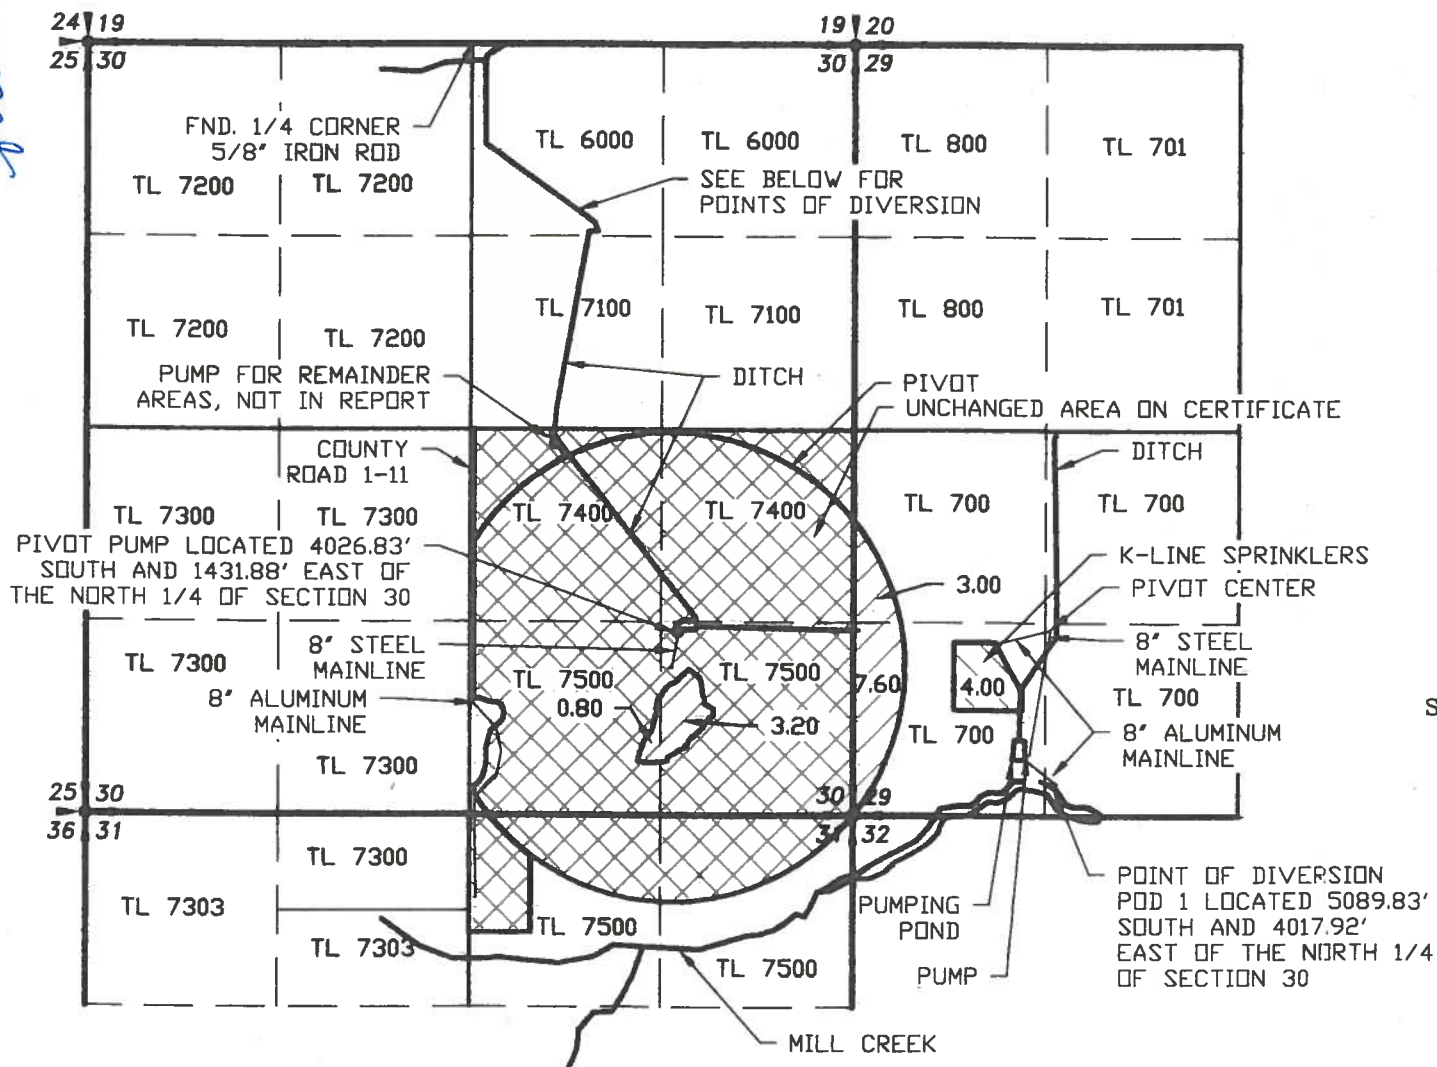 24 19
25 30
19 20
30 29
FND. 1/4 CORNER
5/8" IRON ROD
TL 7200
TL 7200
TL 6000
TL 6000
TL 800
TL 701
SEE BELOW FOR
POINTS OF DIVERSION
TL 7200
TL 7200
TL 7100
TL 7100
TL 800
TL 701
PUMP FOR REMAINDER
AREAS, NOT IN REPORT
DITCH
PIVOT
UNCHANGED AREA ON CERTIFICATE
COUNTY
ROAD 1-11
DITCH
TL 7300
TL 7300
TL 7400
TL 7400
TL 700
TL 700
PIVOT PUMP LOCATED 4026.83'
SOUTH AND 1431.88' EAST OF
THE NORTH 1/4 OF SECTION 30
K-LINE SPRINKLERS
3.00
PIVOT CENTER
8" STEEL
MAINLINE
8" STEEL
MAINLINE
TL 7300
TL 7500
TL 7500
7.60
4.00
TL 700
8" ALUMINUM
MAINLINE
0.80
3.20
TL 700
8" ALUMINUM
MAINLINE
S
TL 7300
25 30
36 31
30 29
31 32
TL 7300
TL 7303
TL 7303
TL 7500
TL 7500
PUMPING
POND
PUMP
POINT OF DIVERSION
POD 1 LOCATED 5089.83'
SOUTH AND 4017.92'
EAST OF THE NORTH 1/4
OF SECTION 30
MILL CREEK